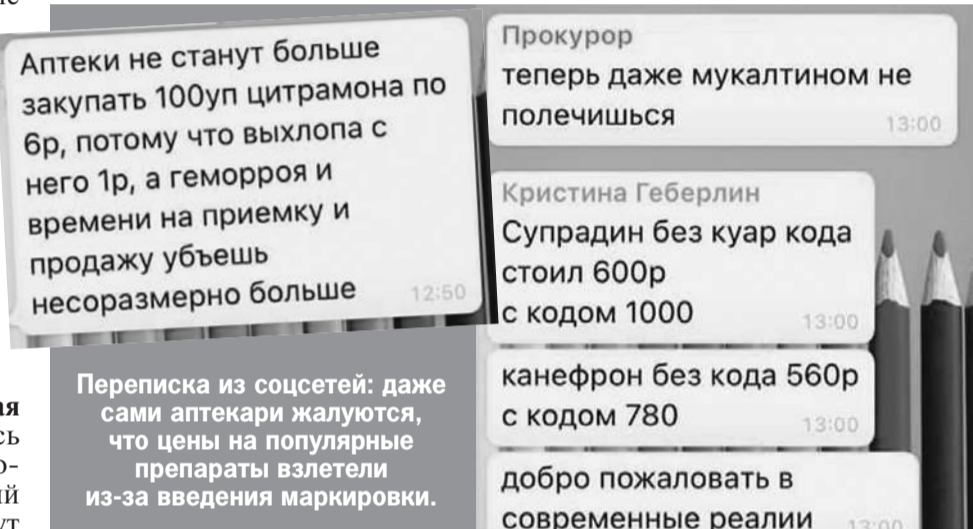 Аптеки не станут больше
закупать 100уп цитрамона по
6р, потому что выхлопа с
него 1р, а геморроя и
времени на приемку и
продажу убъешь
несоразмерно больше
12:50
Переписка из соцсетей: даже
сами аптекари жалуются,
что цены на популярные
препараты взлетели
из-за введения маркировки.
Прокурор
теперь даже мукалтином не
полечишься
13:00
Кристина Геберлин
Супрадин без куар кода
стоил 600р
с кодом 1000
13:00
канефрон без кода 560р
с кодом 780
13:00
добро пожаловать в
современные реалии
13:00